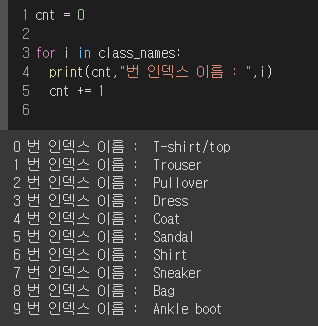 1 cnt = 0
2
3 for i in class_names:
4   print(cnt,"번 인덱스 이름 : ",i)
5   cnt += 1
6
0 번 인덱스 이름 :  T-shirt/top
1 번 인덱스 이름 :  Trouser
2 번 인덱스 이름 :  Pullover
3 번 인덱스 이름 :  Dress
4 번 인덱스 이름 :  Coat
5 번 인덱스 이름 :  Sandal
6 번 인덱스 이름 :  Shirt
7 번 인덱스 이름 :  Sneaker
8 번 인덱스 이름 :  Bag
9 번 인덱스 이름 :  Ankle boot